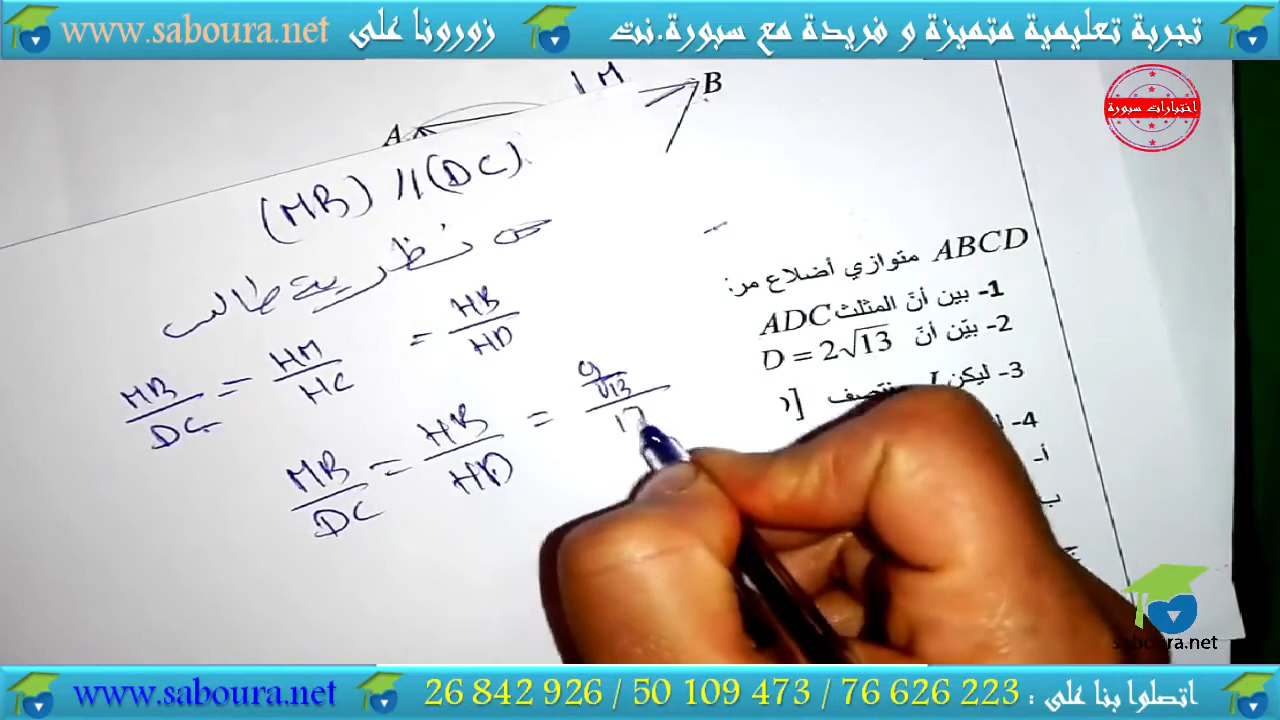 تجربة تعليمية متميزة و فريدة مع سبورة.نت زورونا على www.saboura.net
اختبارات سبورة
M
A B
(MB) // (DC)
حسب نظرية طالس
MB/DC = HM/HC = HB/HD
MB/DC = HB/HD = 9/√13 / 17
ABCD متوازي أضلاع مر:
1- بين أنّ المثلث ADC
2- بيّن أنّ D = 2√13
3- ليكن I منتصف
4-
أ-
ب
ج
saboura.net
اتصلوا بنا على : 26 842 926 / 50 109 473 / 76 626 223 www.saboura.net